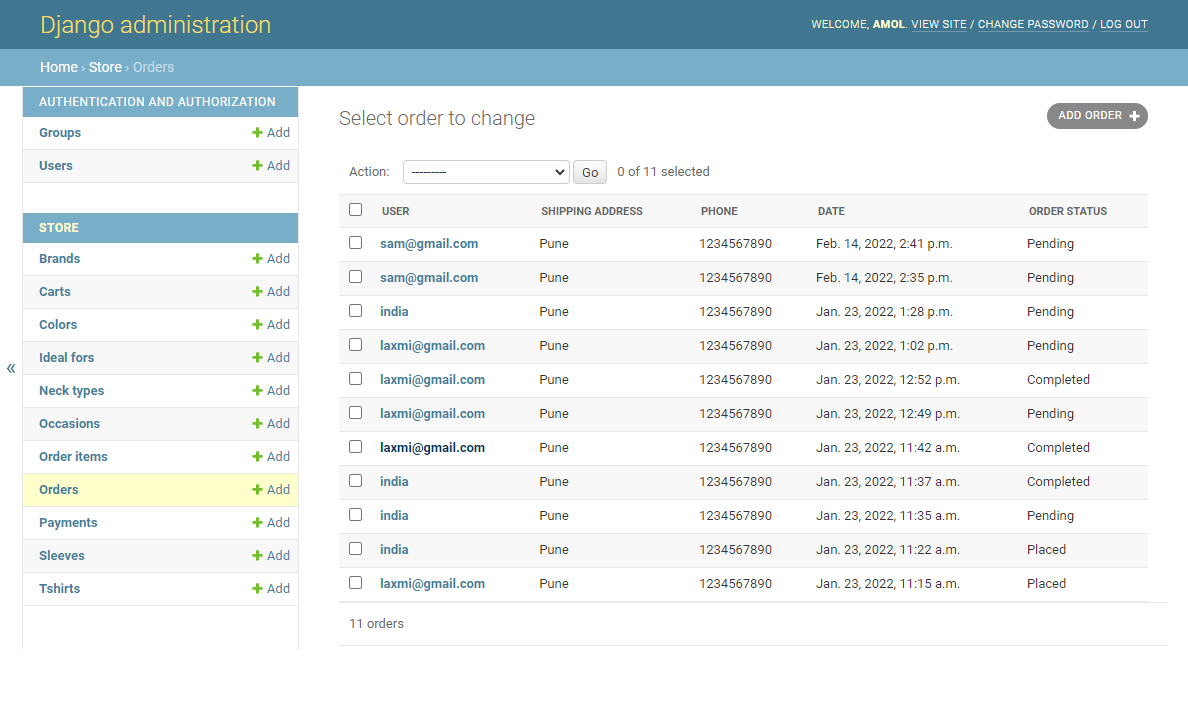 Django administration
WELCOME, AMOL. VIEW SITE / CHANGE PASSWORD / LOG OUT
Home › Store › Orders
AUTHENTICATION AND AUTHORIZATION
Groups Add
Users Add
STORE
Brands Add
Carts Add
Colors Add
Ideal fors Add
Neck types Add
Occasions Add
Order items Add
Orders Add
Payments Add
Sleeves Add
Tshirts Add
«
Select order to change
ADD ORDER
Action: --------- Go 0 of 11 selected
USER SHIPPING ADDRESS PHONE DATE ORDER STATUS
sam@gmail.com Pune 1234567890 Feb. 14, 2022, 2:41 p.m. Pending
sam@gmail.com Pune 1234567890 Feb. 14, 2022, 2:35 p.m. Pending
india Pune 1234567890 Jan. 23, 2022, 1:28 p.m. Pending
laxmi@gmail.com Pune 1234567890 Jan. 23, 2022, 1:02 p.m. Pending
laxmi@gmail.com Pune 1234567890 Jan. 23, 2022, 12:52 p.m. Completed
laxmi@gmail.com Pune 1234567890 Jan. 23, 2022, 12:49 p.m. Pending
laxmi@gmail.com Pune 1234567890 Jan. 23, 2022, 11:42 a.m. Completed
india Pune 1234567890 Jan. 23, 2022, 11:37 a.m. Completed
india Pune 1234567890 Jan. 23, 2022, 11:35 a.m. Pending
india Pune 1234567890 Jan. 23, 2022, 11:22 a.m. Placed
laxmi@gmail.com Pune 1234567890 Jan. 23, 2022, 11:15 a.m. Placed
11 orders